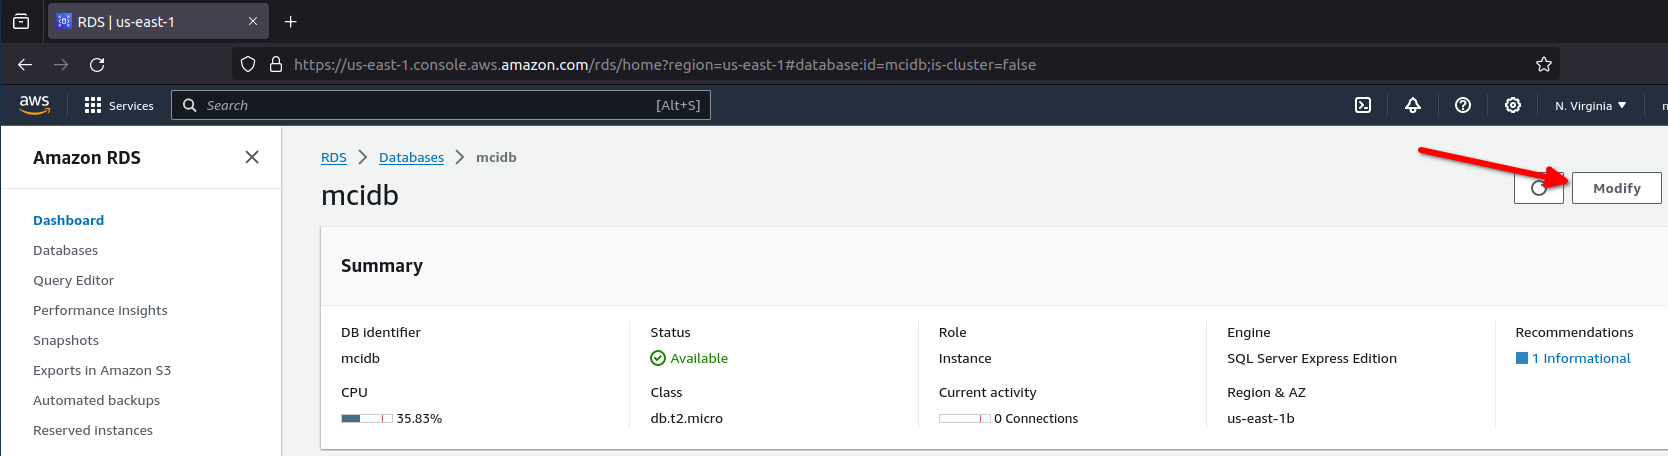 RDS | us-east-1
https://us-east-1.console.aws.amazon.com/rds/home?region=us-east-1#database:id=mcidb;is-cluster=false
aws Services Search [Alt+S] N. Virginia
Amazon RDS
Dashboard
Databases
Query Editor
Performance insights
Snapshots
Exports in Amazon S3
Automated backups
Reserved instances
RDS Databases mcidb
mcidb
Modify
Summary
DB identifier Status Role Engine Recommendations
mcidb Available Instance SQL Server Express Edition 1 Informational
CPU Class Current activity Region & AZ
35.83% db.t2.micro 0 Connections us-east-1b